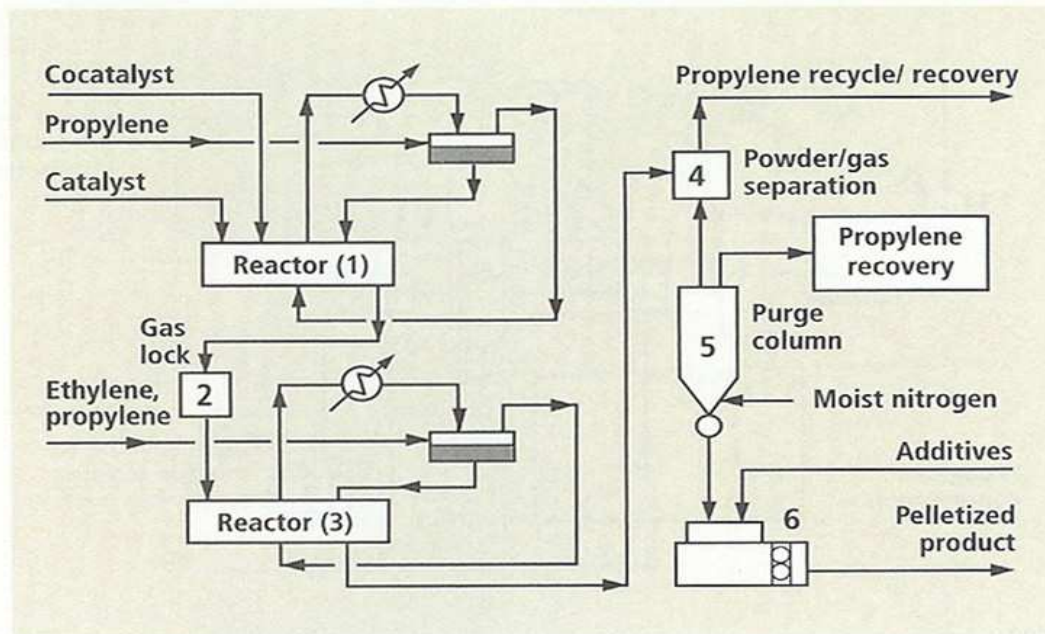 Cocatalyst
Propylene
Catalyst
Reactor (1)
Gas
lock
2
Ethylene,
propylene
Reactor (3)
Propylene recycle/ recovery
4
Powder/gas
separation
Propylene
recovery
5
Purge
column
Moist nitrogen
Additives
6
Pelletized
product